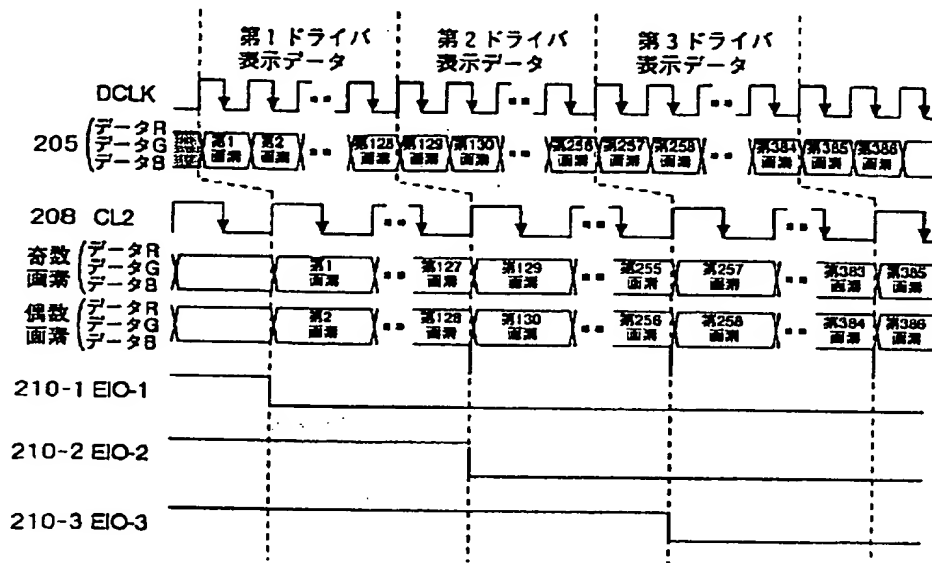 第1ドライバ
表示データ
第2ドライバ
表示データ
第3ドライバ
表示データ
DCLK
205
データR
データG
データB
第1画素
第2画素
第128画素
第129画素
第130画素
第256画素
第257画素
第258画素
第384画素
第385画素
第386画素
208 CL2
奇数画素
データR
データG
データB
第1画素
第127画素
第129画素
第255画素
第257画素
第383画素
第385画素
偶数画素
データR
データG
データB
第2画素
第128画素
第130画素
第256画素
第258画素
第384画素
第386画素
210-1 EIO-1
210-2 EIO-2
210-3 EIO-3